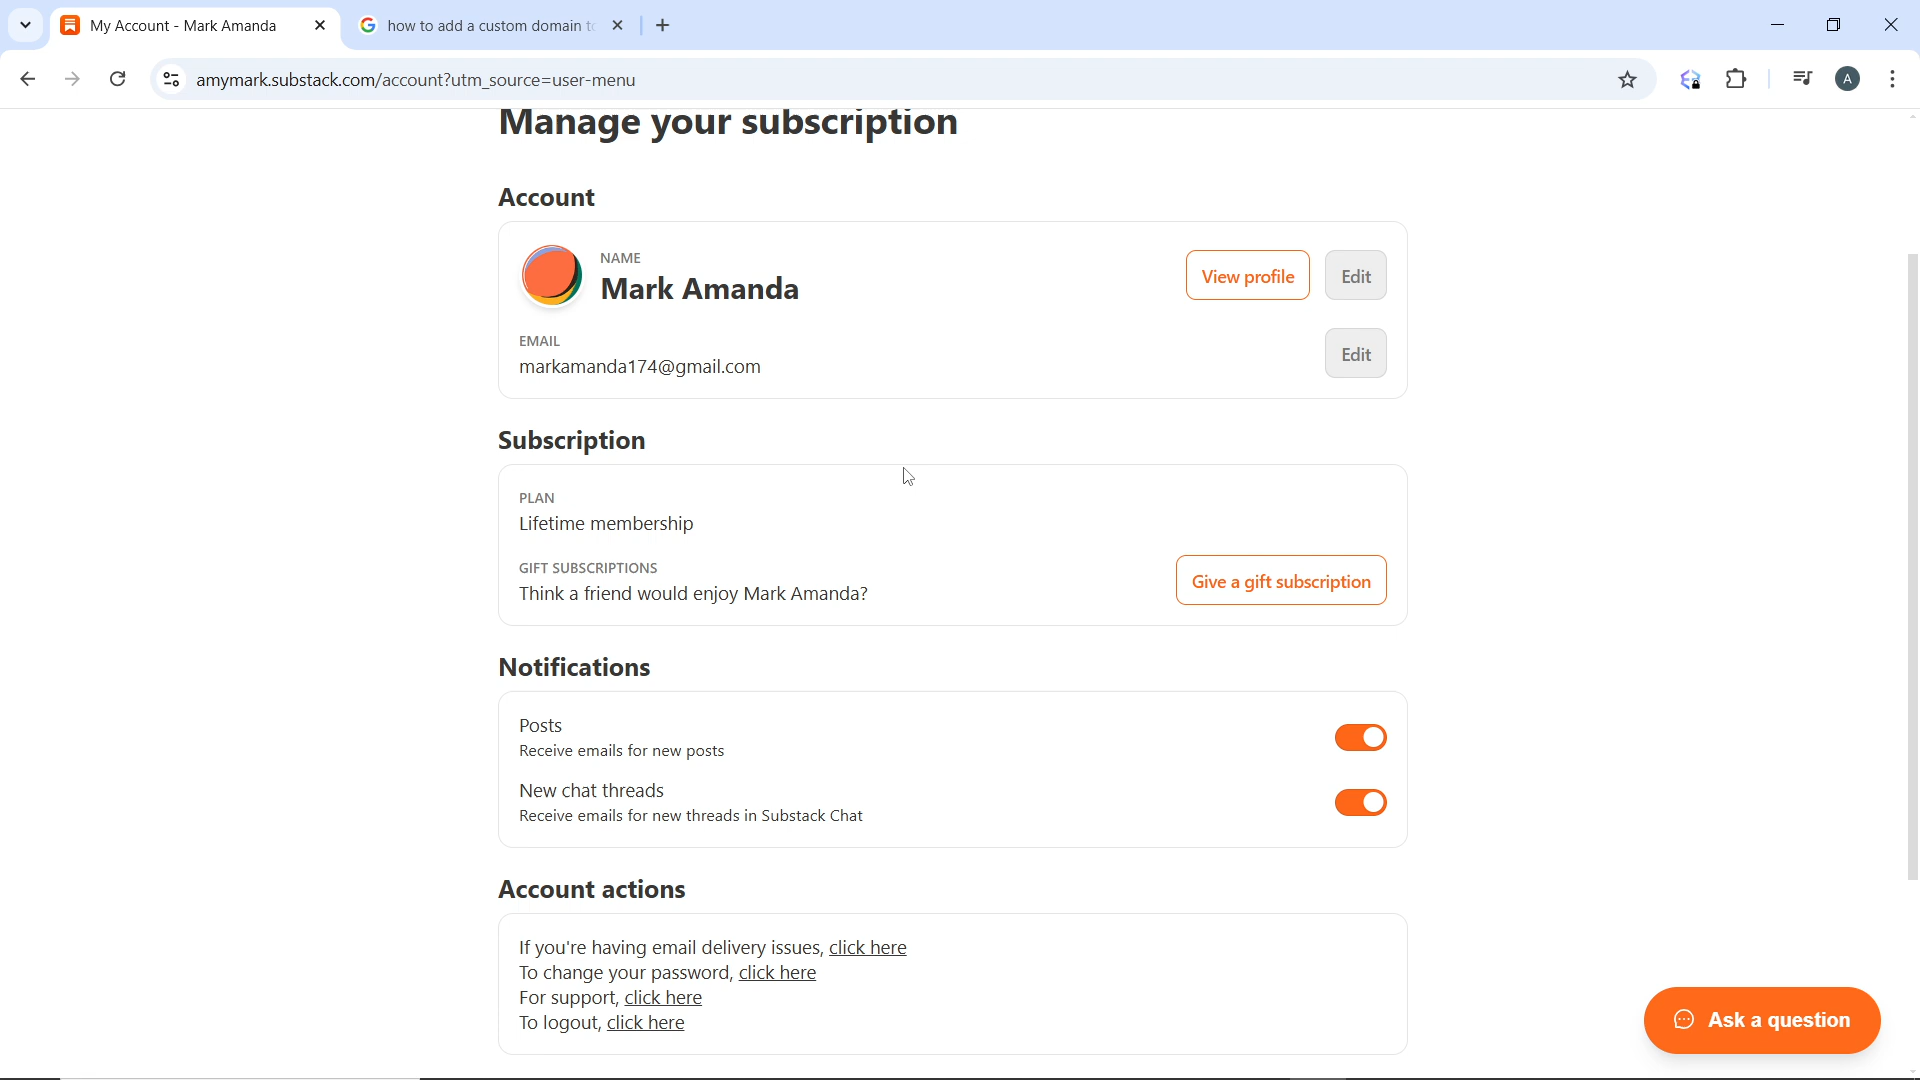 My Account - Mark Amanda
how to add a custom domain to
amymark.substack.com/account?utm_source=user-menu
A
Manage your subscription
Account
NAME
Mark Amanda
View profile
Edit
EMAIL
markamanda174@gmail.com
Edit
Subscription
PLAN
Lifetime membership
GIFT SUBSCRIPTIONS
Think a friend would enjoy Mark Amanda?
Give a gift subscription
Notifications
Posts
Receive emails for new posts
New chat threads
Receive emails for new threads in Substack Chat
Account actions
If you're having email delivery issues, click here
To change your password, click here
For support, click here
To logout, click here
Ask a question